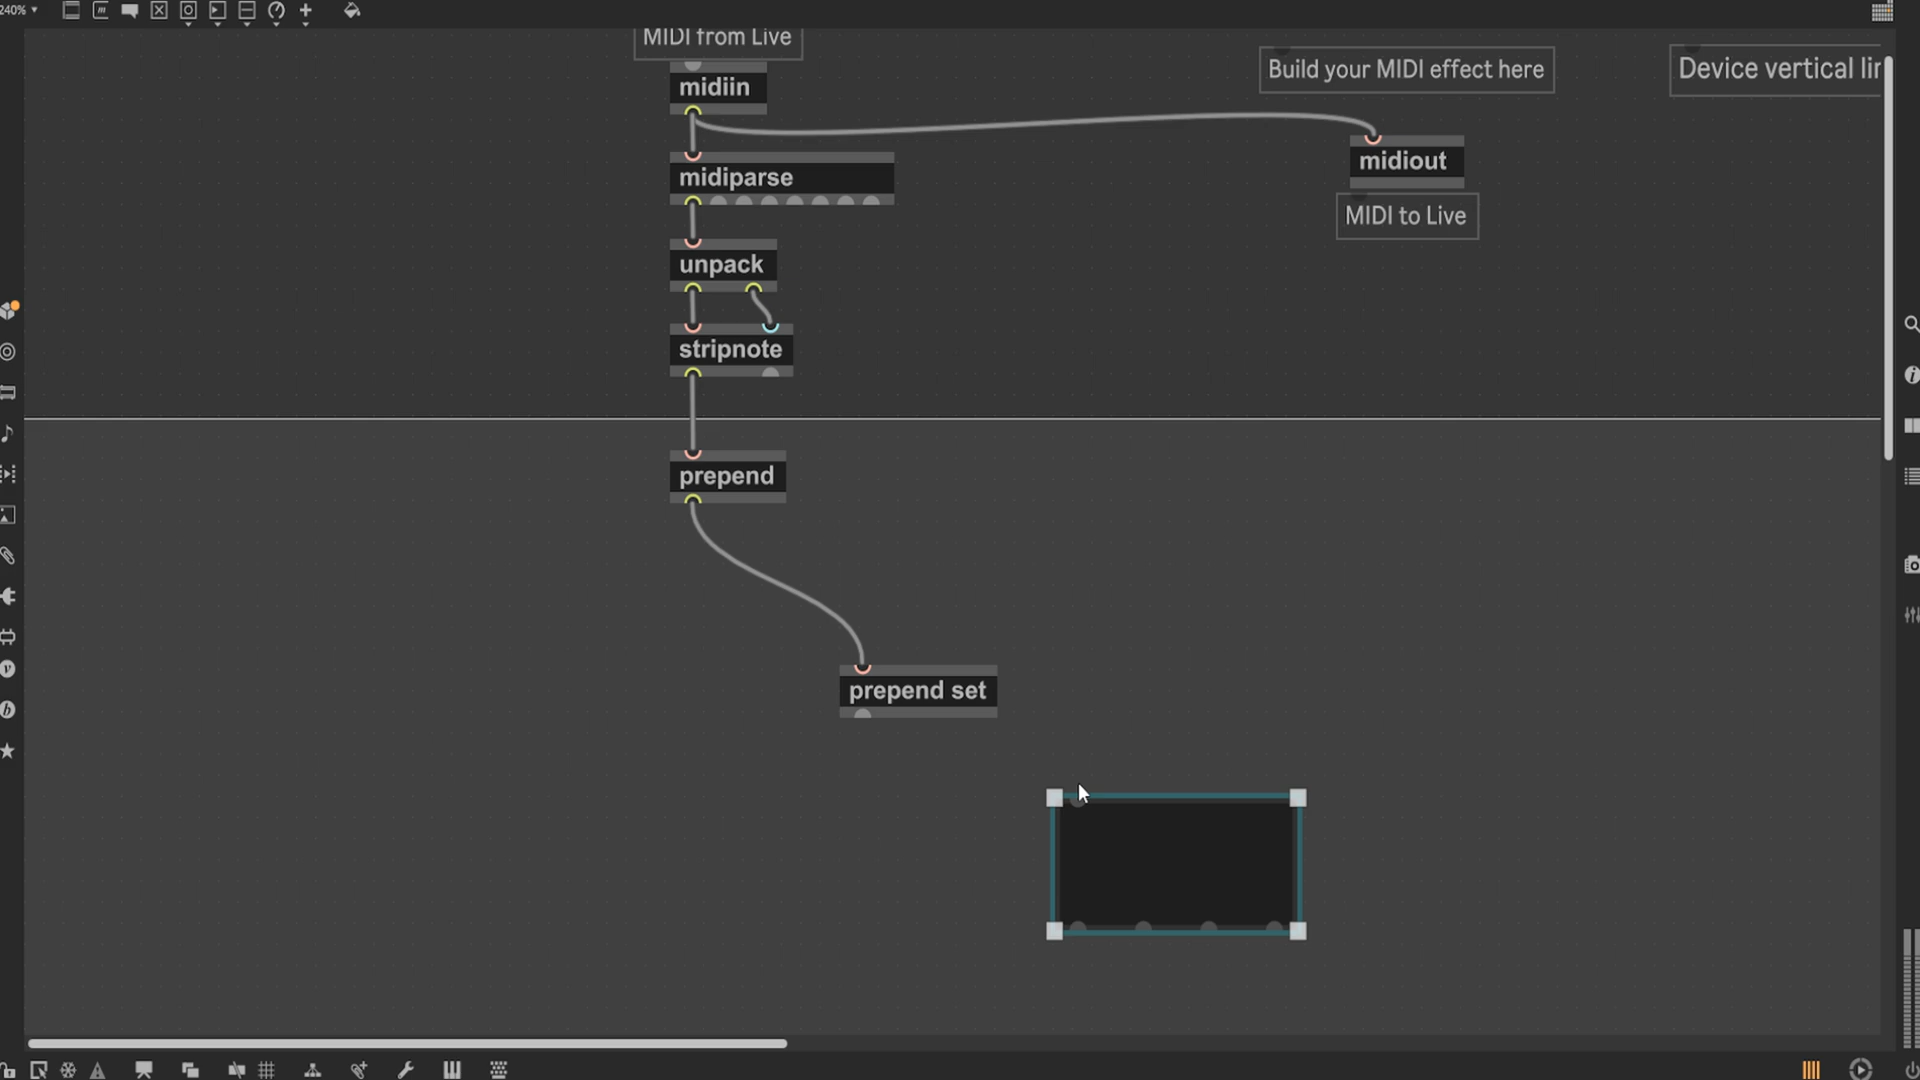 240%
MIDI from Live
midiin
Build your MIDI effect here
Device vertical lir
midiparse
midiout
MIDI to Live
unpack
stripnote
prepend
prepend set